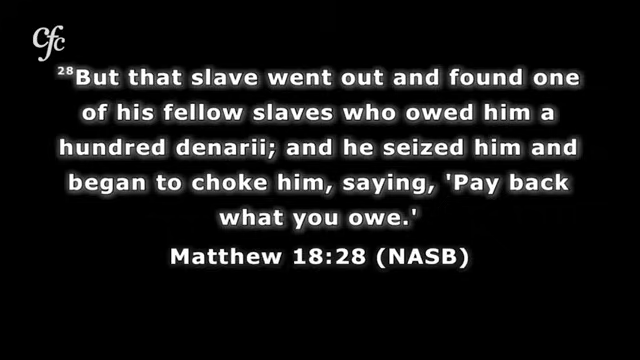 cfc
28But that slave went out and found one
of his fellow slaves who owed him a
hundred denarii; and he seized him and
began to choke him, saying, 'Pay back
what you owe.'
Matthew 18:28 (NASB)